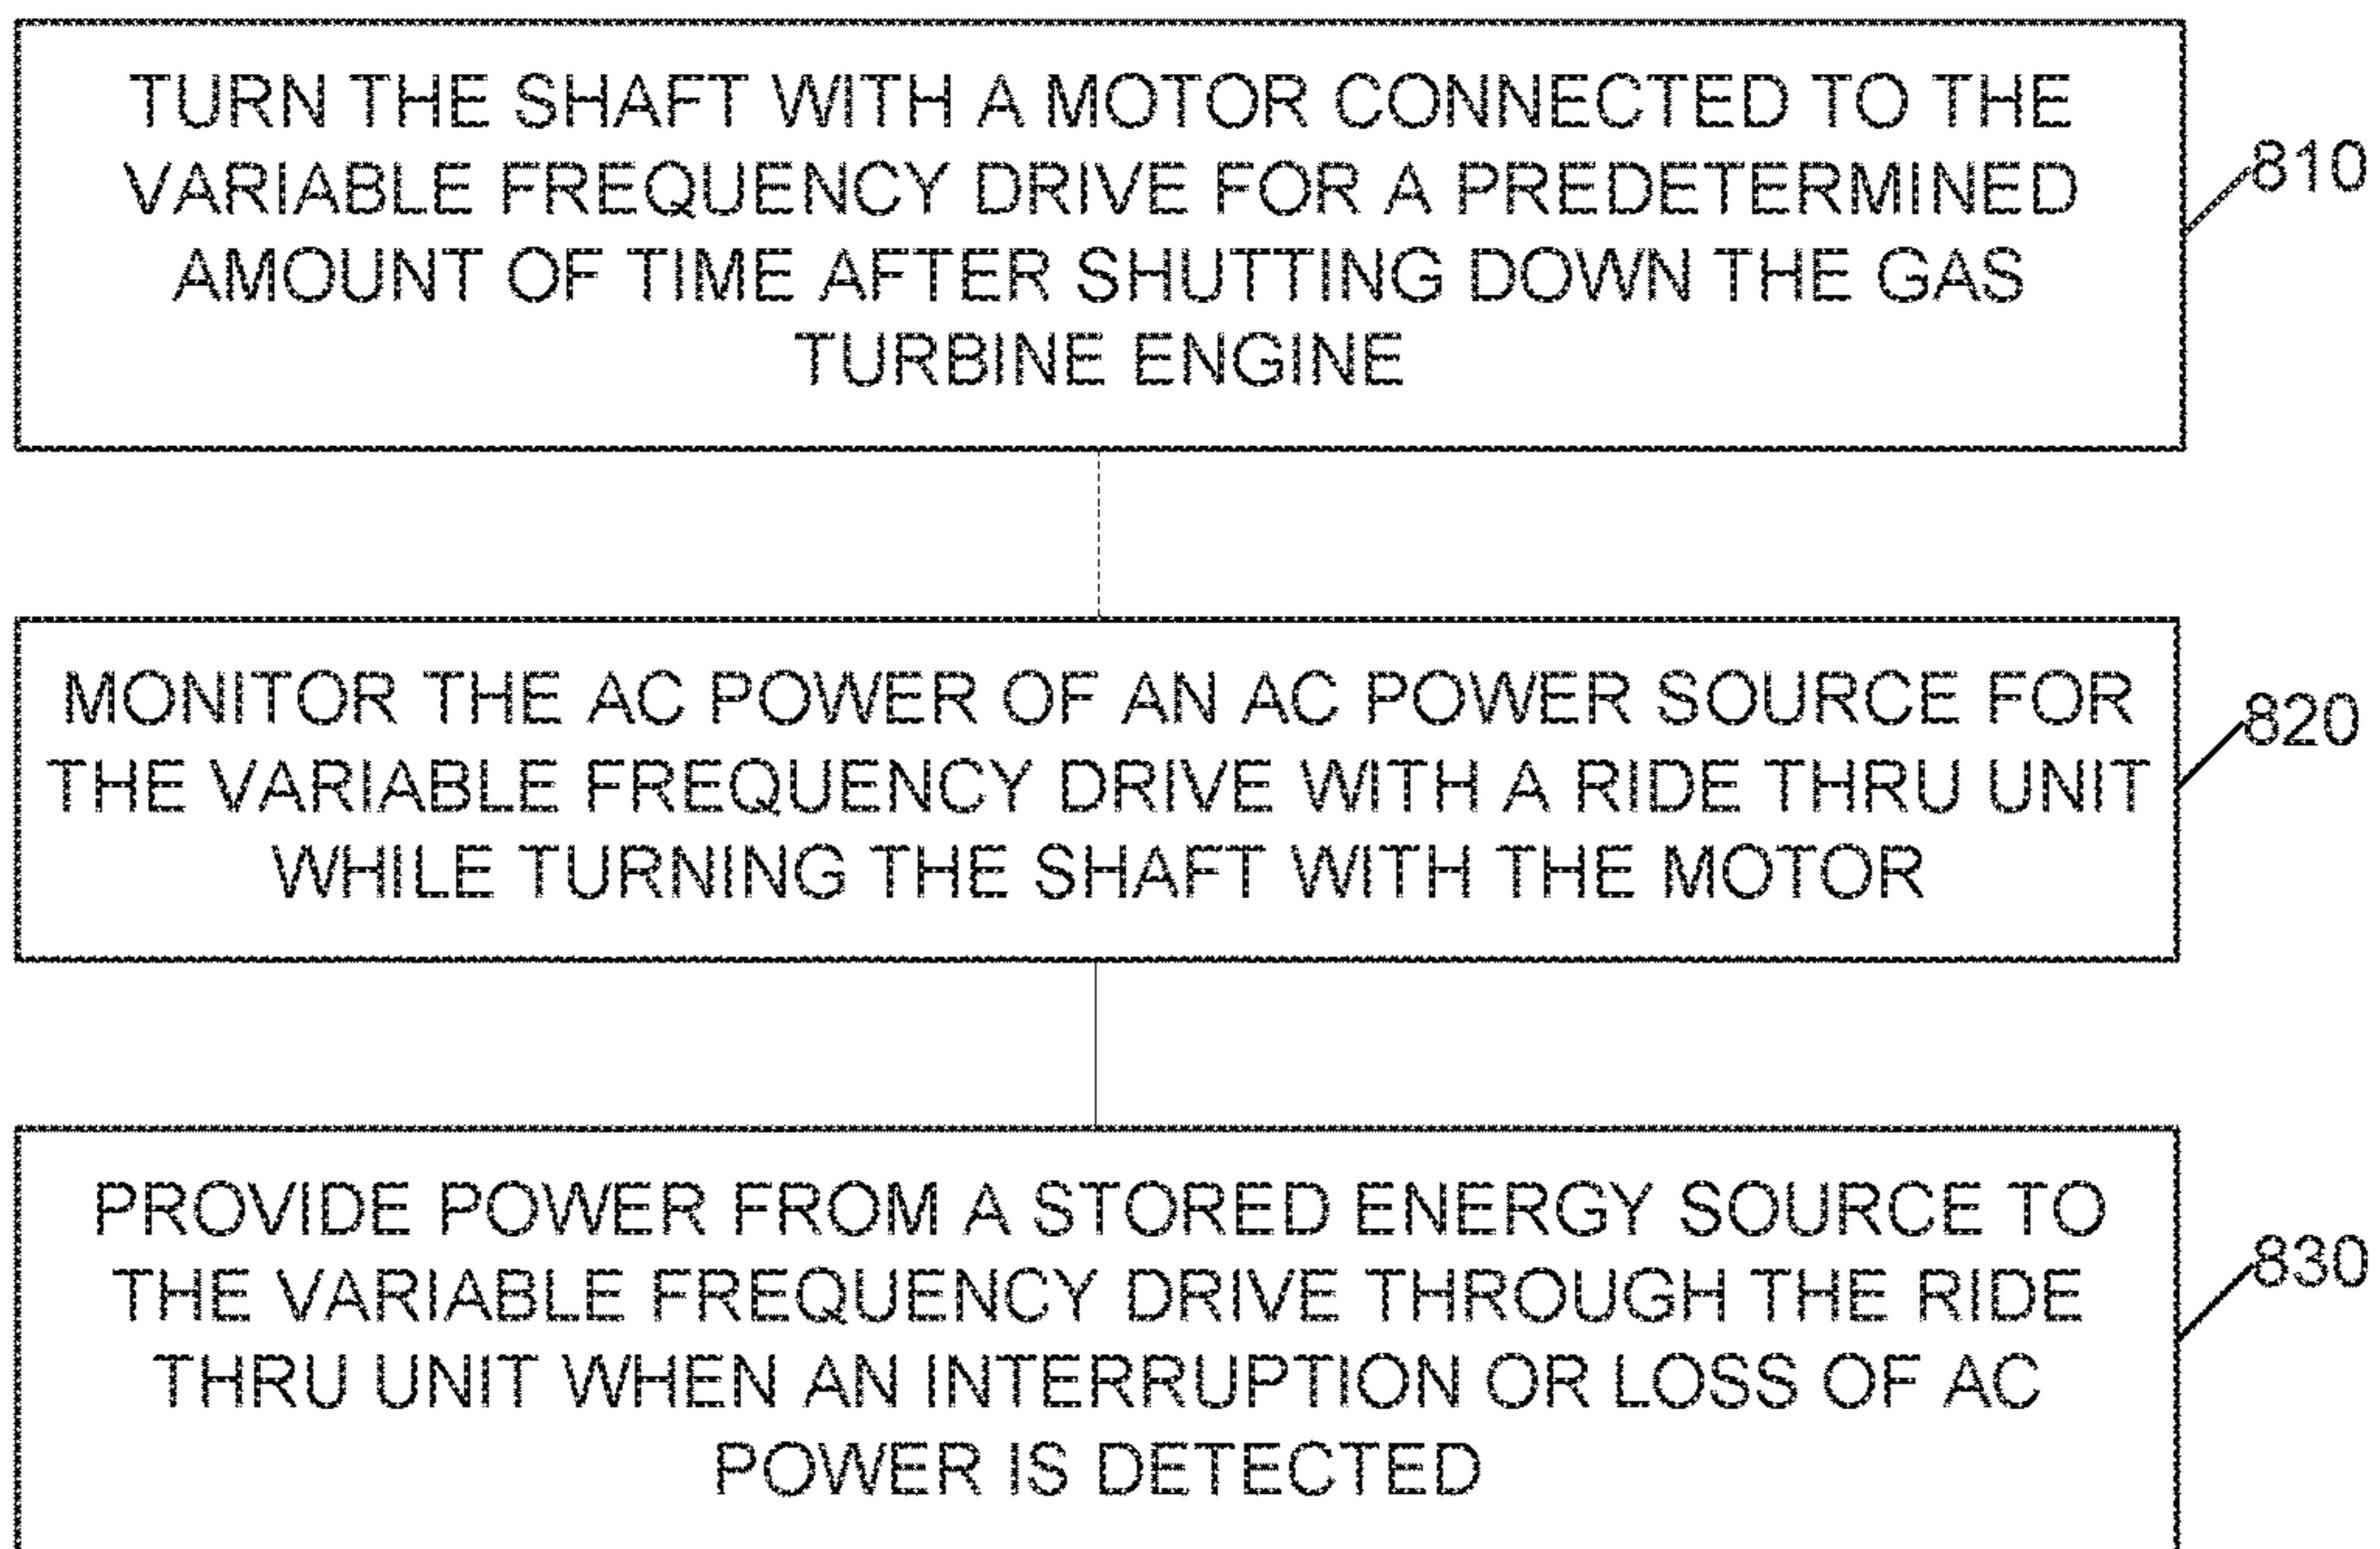 TURN THE SHAFT WITH A MOTOR CONNECTED TO THE
VARIABLE FREQUENCY DRIVE FOR A PREDETERMINED
AMOUNT OF TIME AFTER SHUTTING DOWN THE GAS
TURBINE ENGINE
810
MONITOR THE AC POWER OF AN AC POWER SOURCE FOR
THE VARIABLE FREQUENCY DRIVE WITH A RIDE THRU UNIT
WHILE TURNING THE SHAFT WITH THE MOTOR
820
PROVIDE POWER FROM A STORED ENERGY SOURCE TO
THE VARIABLE FREQUENCY DRIVE THROUGH THE RIDE
THRU UNIT WHEN AN INTERRUPTION OR LOSS OF AC
POWER IS DETECTED
830